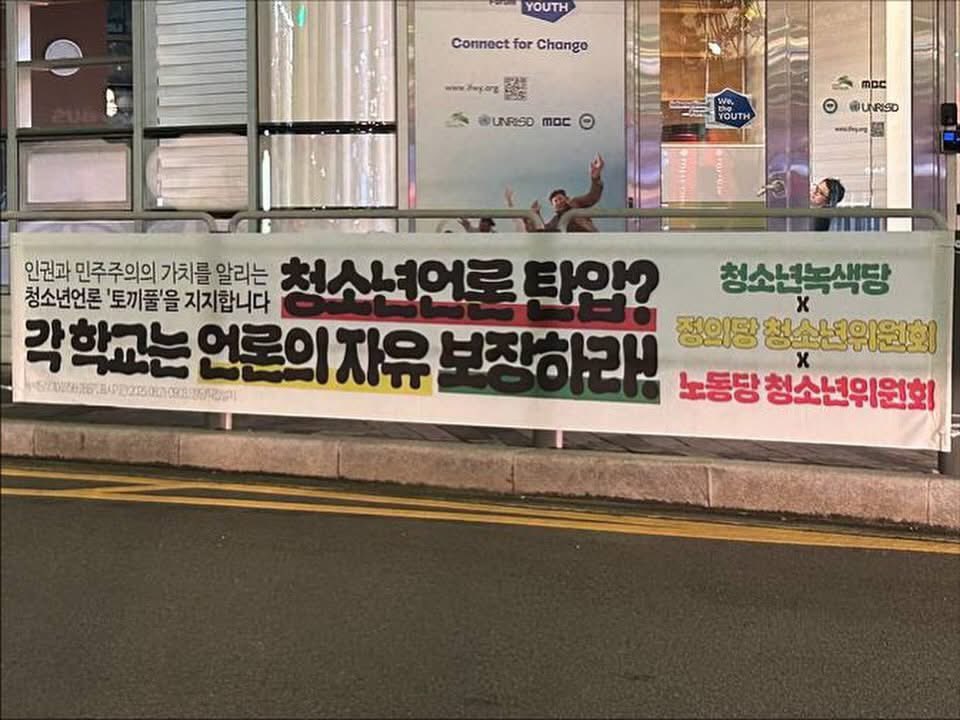 YOUTH
Connect for Change
www.ifwy.org
UNRISD
MBC
We,
the
YOUTH
MBC
UNRISD
www.ifwy.org
인권과 민주주의의 가치를 알리는
청소년언론 '토끼풀'을 지지합니다
청소년언론 탄압?
각 학교는 언론의 자유 보장하라!
청소년녹색당
x
정의당 청소년위원회
x
노동당 청소년위원회